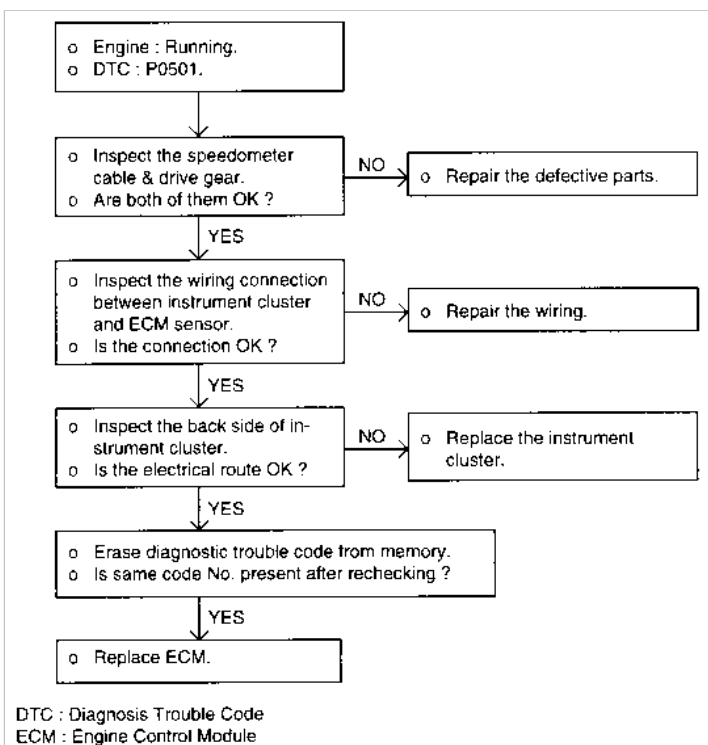 o Engine : Running.
o DTC : P0501.
o Inspect the speedometer
cable & drive gear.
o Are both of them OK ?
NO
o Repair the defective parts.
YES
o Inspect the wiring connection
between instrument cluster
and ECM sensor.
o Is the connection OK ?
NO
o Repair the wiring.
YES
o Inspect the back side of in-
strument cluster.
o Is the electrical route OK ?
NO
o Replace the instrument
cluster.
YES
o Erase diagnostic trouble code from memory.
o Is same code No. present after rechecking ?
YES
o Replace ECM.
DTC : Diagnosis Trouble Code
ECM : Engine Control Module